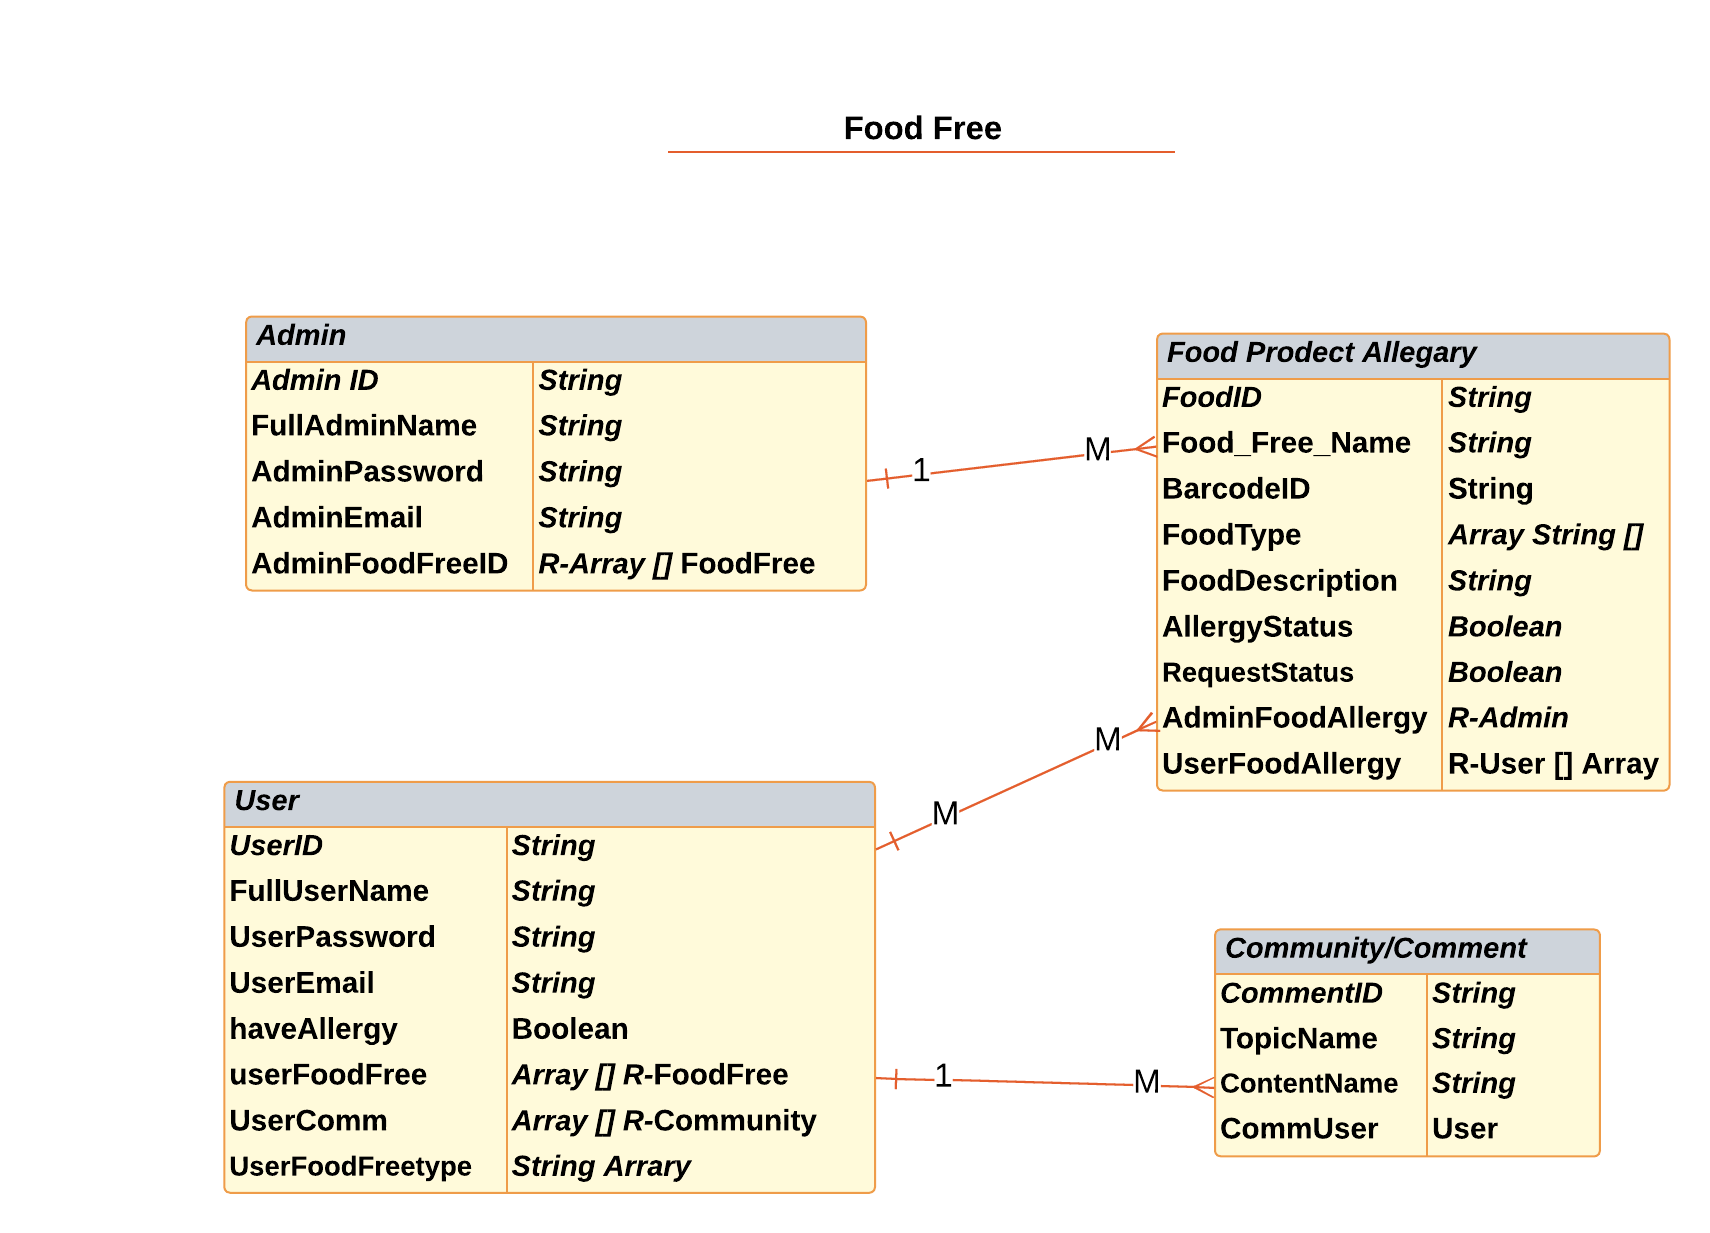 Food Free
Admin
Admin ID String
FullAdminName String
AdminPassword String
AdminEmail String
AdminFoodFreeID R-Array [] FoodFree
1
M
Food Prodect Allegary
FoodID String
Food_Free_Name String
BarcodeID String
FoodType Array String []
FoodDescription String
AllergyStatus Boolean
RequestStatus Boolean
AdminFoodAllergy R-Admin
UserFoodAllergy R-User [] Array
M
M
User
UserID String
FullUserName String
UserPassword String
UserEmail String
haveAllergy Boolean
userFoodFree Array [] R-FoodFree
UserComm Array [] R-Community
UserFoodFreetype String Arrary
1
M
Community/Comment
CommentID String
TopicName String
ContentName String
CommUser User